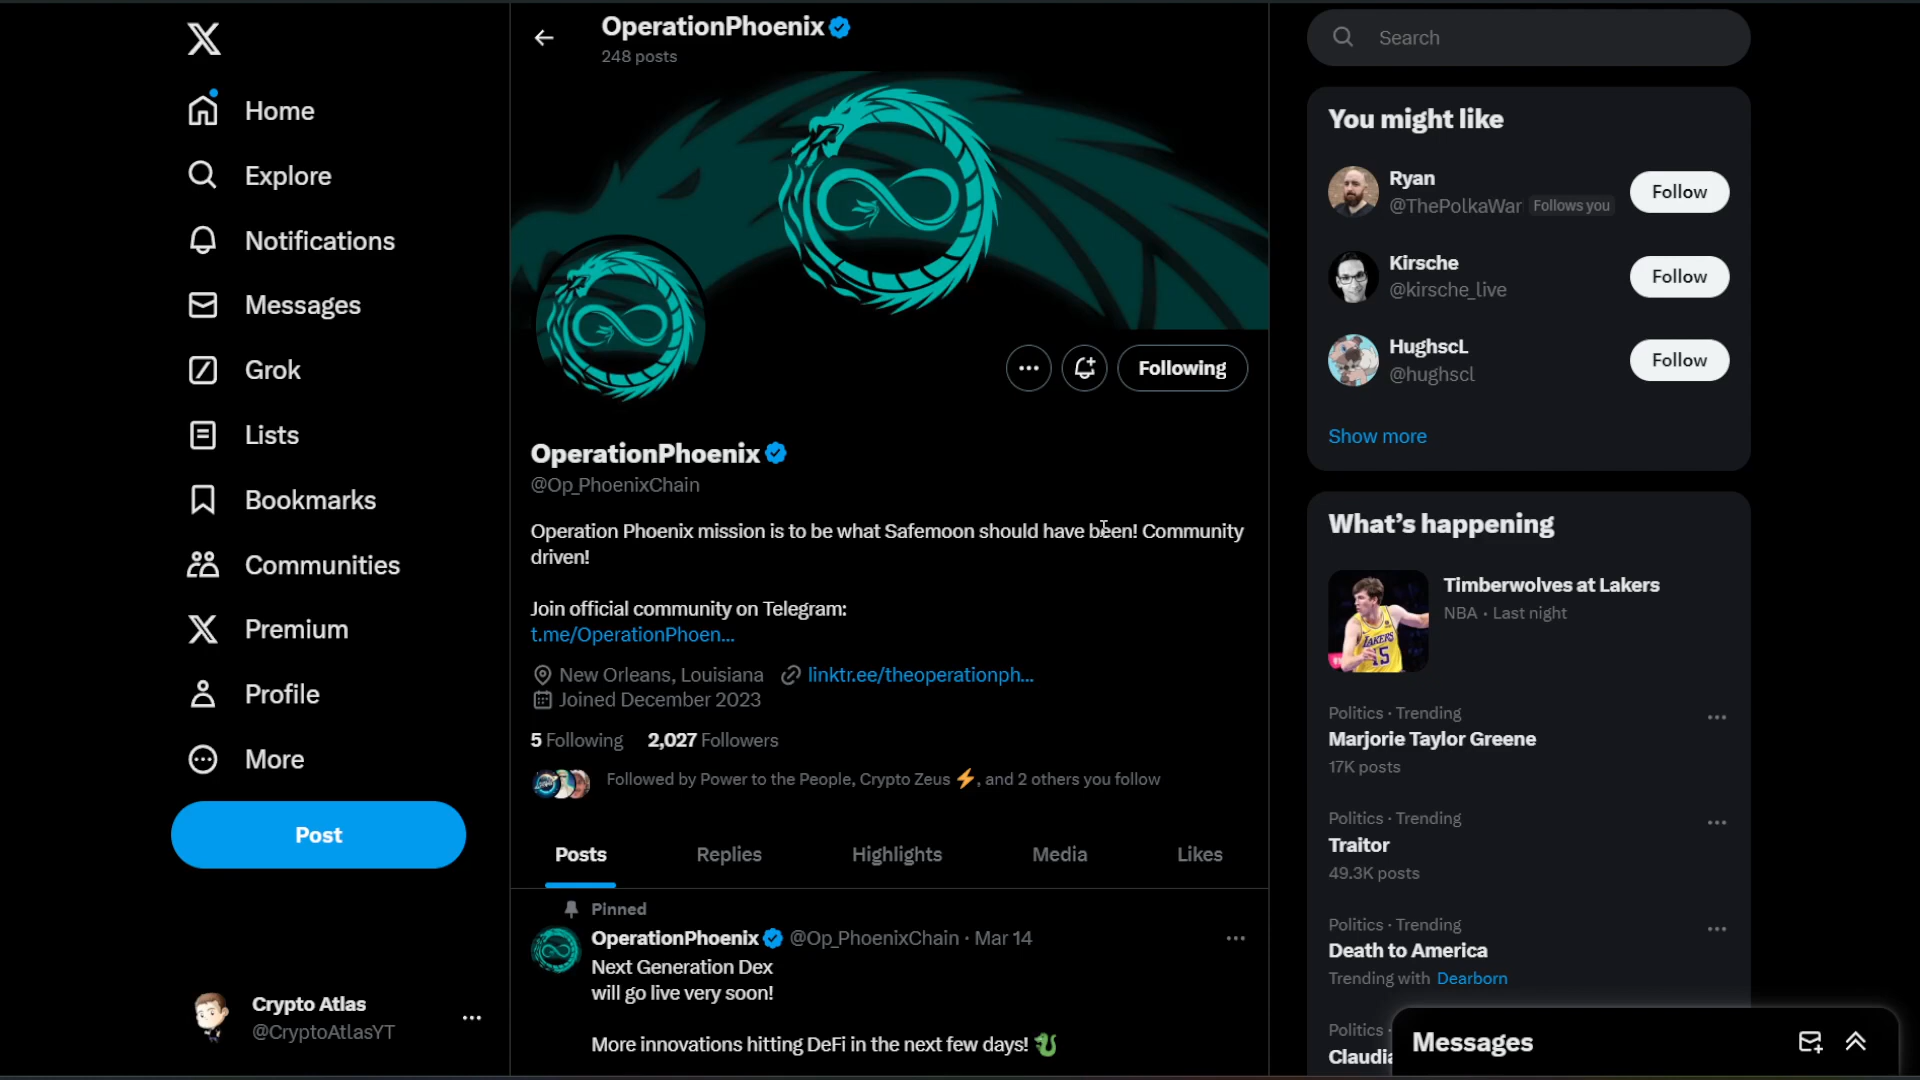 Home
Explore
Notifications
Messages
Grok
Lists
Bookmarks
Communities
Premium
Profile
More
Post
Crypto Atlas
@CryptoAtlasYT
OperationPhoenix
248 posts
Following
OperationPhoenix
@Op_PhoenixChain
Operation Phoenix mission is to be what Safemoon should have been! Community
driven!
Join official community on Telegram:
t.me/OperationPhoen...
New Orleans, Louisiana linktr.ee/theoperationph...
Joined December 2023
5 Following 2,027 Followers
Followed by Power to the People, Crypto Zeus ⚡, and 2 others you follow
Posts Replies Highlights Media Likes
Pinned
OperationPhoenix @Op_PhoenixChain · Mar 14
Next Generation Dex
will go live very soon!
More innovations hitting DeFi in the next few days! 🐉
Search
You might like
Ryan
@ThePolkaWar Follows you
Follow
Kirsche
@kirsche_live
Follow
HughscL
@hughscl
Follow
Show more
What's happening
Timberwolves at Lakers
NBA · Last night
LAKERS
15
Politics · Trending
Marjorie Taylor Greene
17K posts
Politics · Trending
Traitor
49.3K posts
Politics · Trending
Death to America
Trending with Dearborn
Politics ·
Claudia
Messages